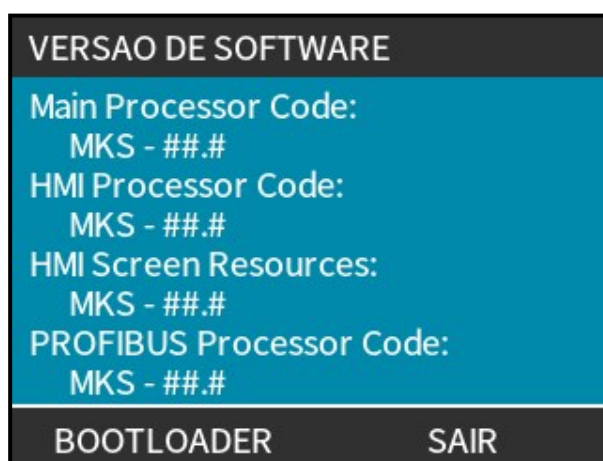 VERSAO DE SOFTWARE
Main Processor Code:
MKS - ##.#
HMI Processor Code:
MKS - ##.#
HMI Screen Resources:
MKS - ##.#
PROFIBUS Processor Code:
MKS - ##.#
BOOTLOADER SAIR